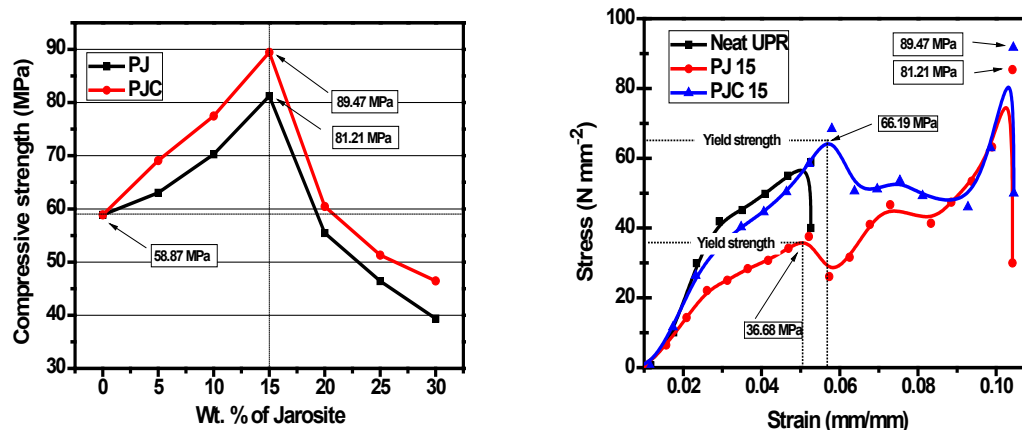 Compressive strength (MPa)
90
80
70
60
50
40
30
PJ
PJC
89.47 MPa
81.21 MPa
58.87 MPa
0 5 10 15 20 25 30
Wt. % of Jarosite
Stress (N mm-2)
100
80
60
40
20
0
Neat UPR
PJ 15
PJC 15
89.47 MPa
81.21 MPa
66.19 MPa
Yield strength
Yield strength
36.68 MPa
0.02 0.04 0.06 0.08 0.10
Strain (mm/mm)